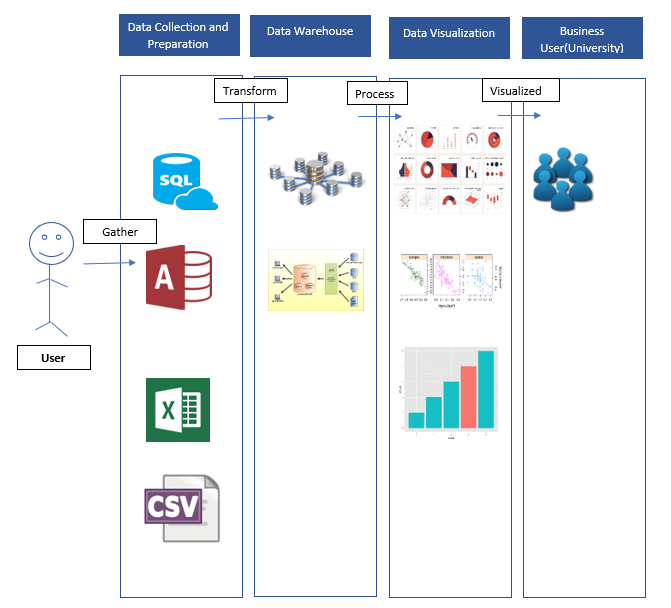 Data Collection and
Preparation
Data Warehouse
Data Visualization
Business
User(University)
Transform
Process
Visualized
SQL
Gather
A
User
X
CSV